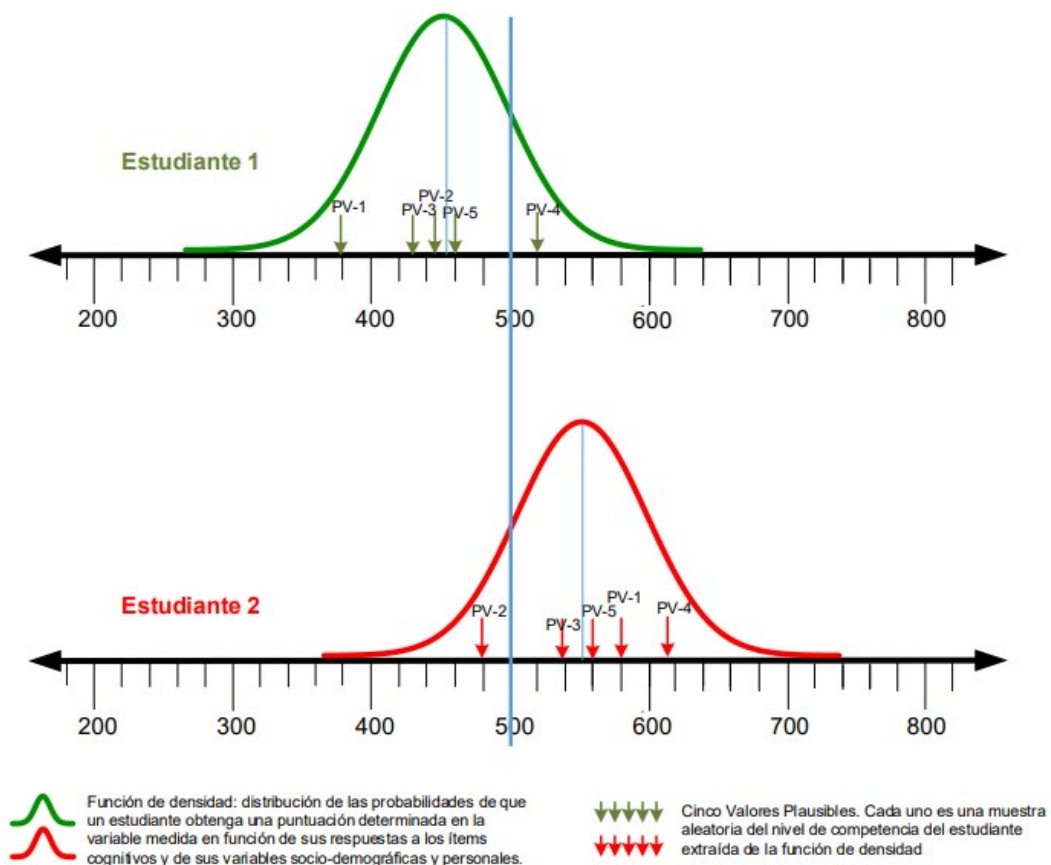 Estudiante 1
PV-2
PV-1 PV-3 PV-5 PV-4
200 300 400 500 600 700 800
Estudiante 2
PV-1
PV-2 PV-3 PV-5 PV-4
200 300 400 500 600 700 800
Función de densidad: distribución de las probabilidades de que
un estudiante obtenga una puntuación determinada en la
variable medida en función de sus respuestas a los ítems
cognitivos y de sus variables socio-demográficas y personales.
Cinco Valores Plausibles. Cada uno es una muestra
aleatoria del nivel de competencia del estudiante
extraída de la función de densidad